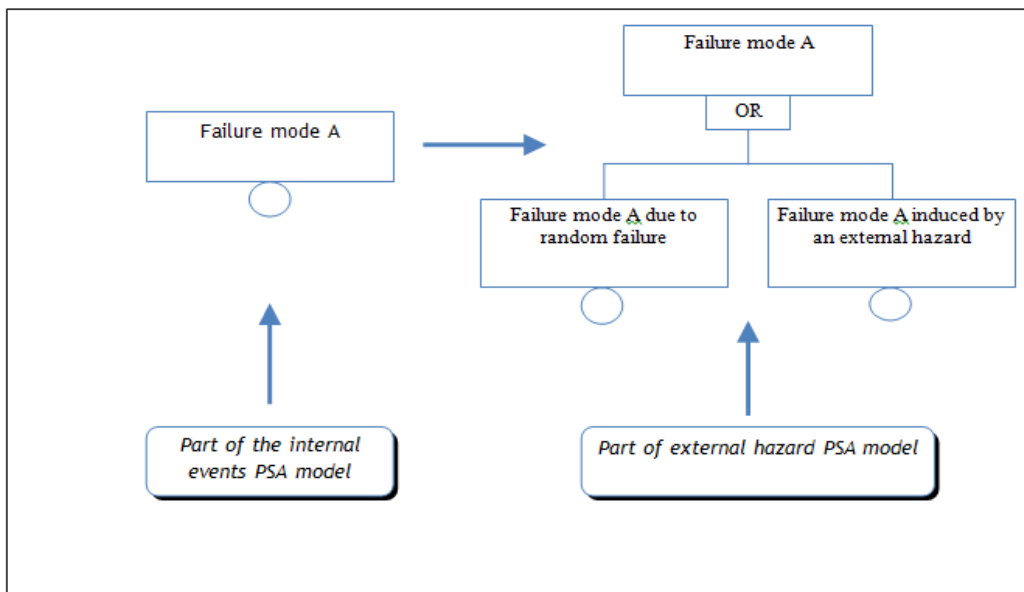 Failure mode A
Failure mode A
OR
Failure mode A due to
random failure
Failure mode A induced by
an external hazard
Part of the internal
events PSA model
Part of external hazard PSA model